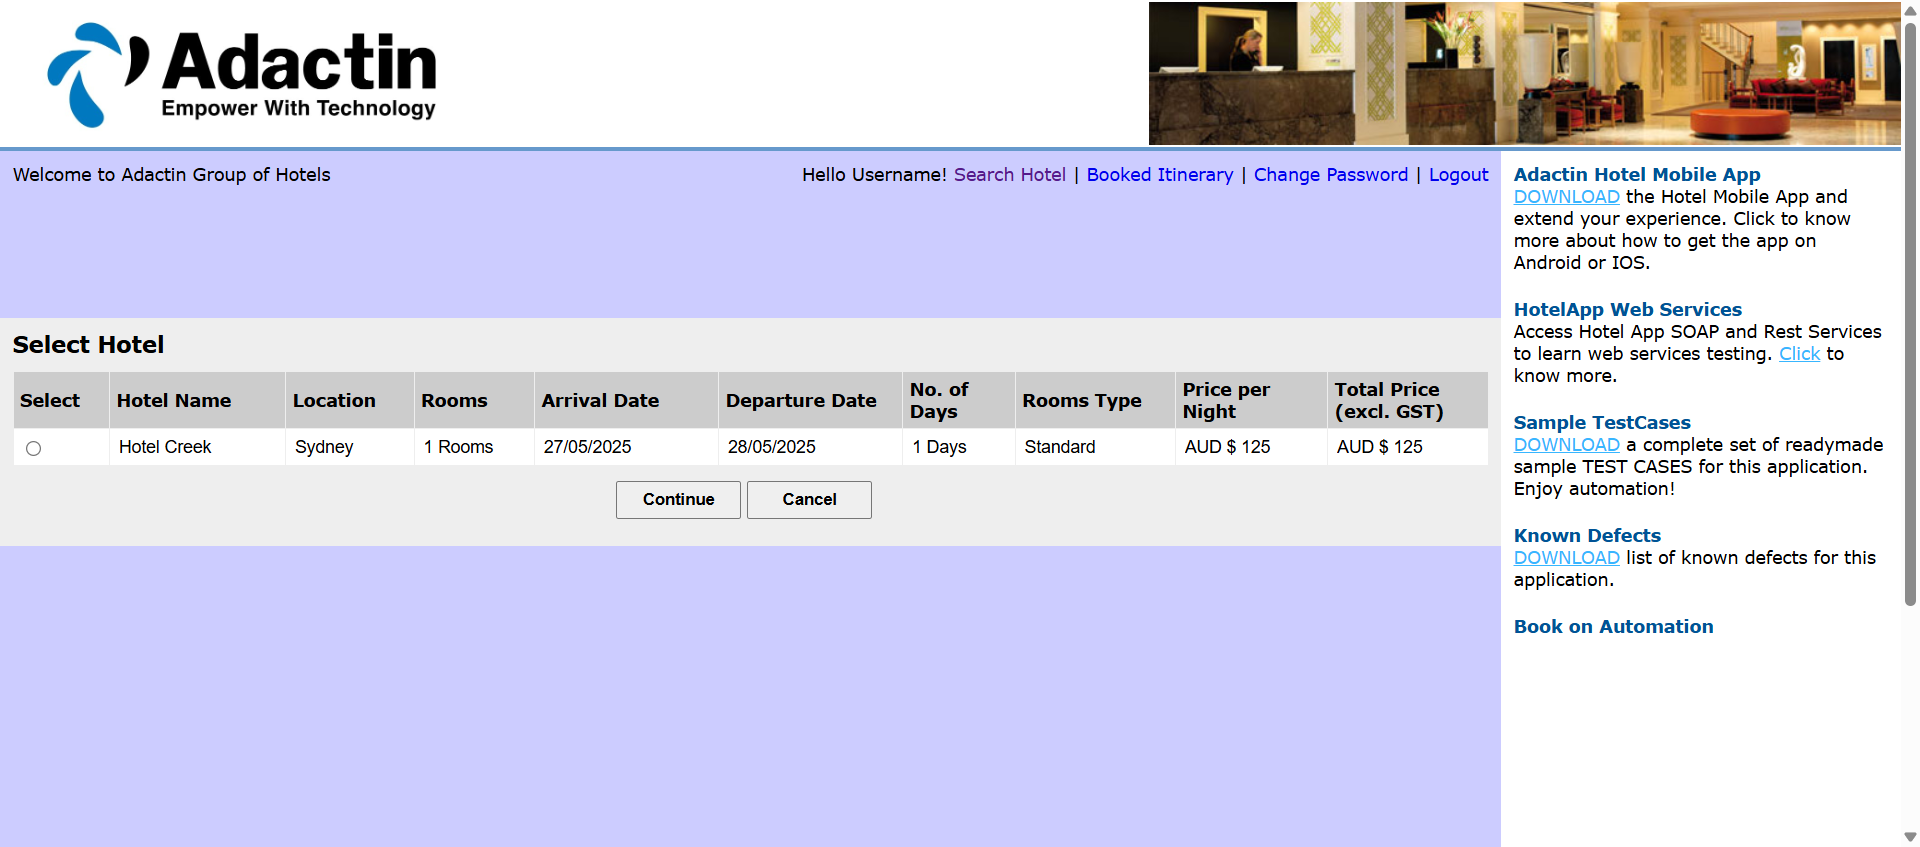 Adactin
Empower With Technology
Welcome to Adactin Group of Hotels
Hello Username! Search Hotel | Booked Itinerary | Change Password | Logout
Select Hotel
Select Hotel Name Location Rooms Arrival Date Departure Date No. of Days Rooms Type Price per Night Total Price (excl. GST)
Hotel Creek Sydney 1 Rooms 27/05/2025 28/05/2025 1 Days Standard AUD $ 125 AUD $ 125
Continue Cancel
Adactin Hotel Mobile App
DOWNLOAD the Hotel Mobile App and
extend your experience. Click to know
more about how to get the app on
Android or IOS.
HotelApp Web Services
Access Hotel App SOAP and Rest Services
to learn web services testing. Click to
know more.
Sample TestCases
DOWNLOAD a complete set of readymade
sample TEST CASES for this application.
Enjoy automation!
Known Defects
DOWNLOAD list of known defects for this
application.
Book on Automation